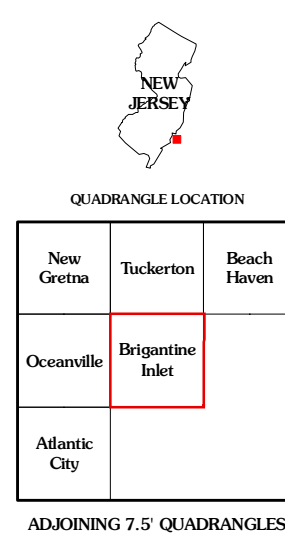 NEW
JERSEY
QUADRANGLE LOCATION
New
Gretna
Tuckerton
Beach
Haven
Oceanville
Brigantine
Inlet
Atlantic
City
ADJOINING 7.5' QUADRANGLES